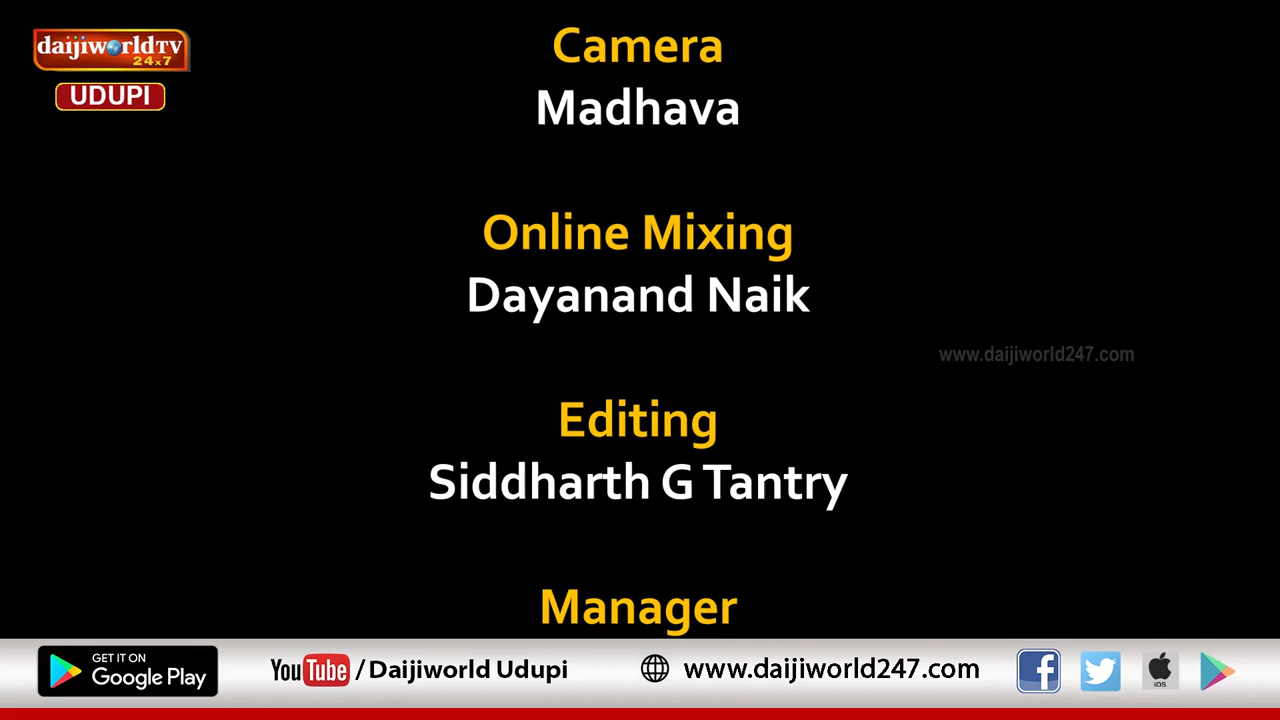 daijiworldTV
24x7
UDUPI
Camera
Madhava
Online Mixing
Dayanand Naik
www.daijiworld247.com
Editing
Siddharth G Tantry
Manager
GET IT ON
Google Play
YouTube /Daijiworld Udupi
www.daijiworld247.com
f
iOS